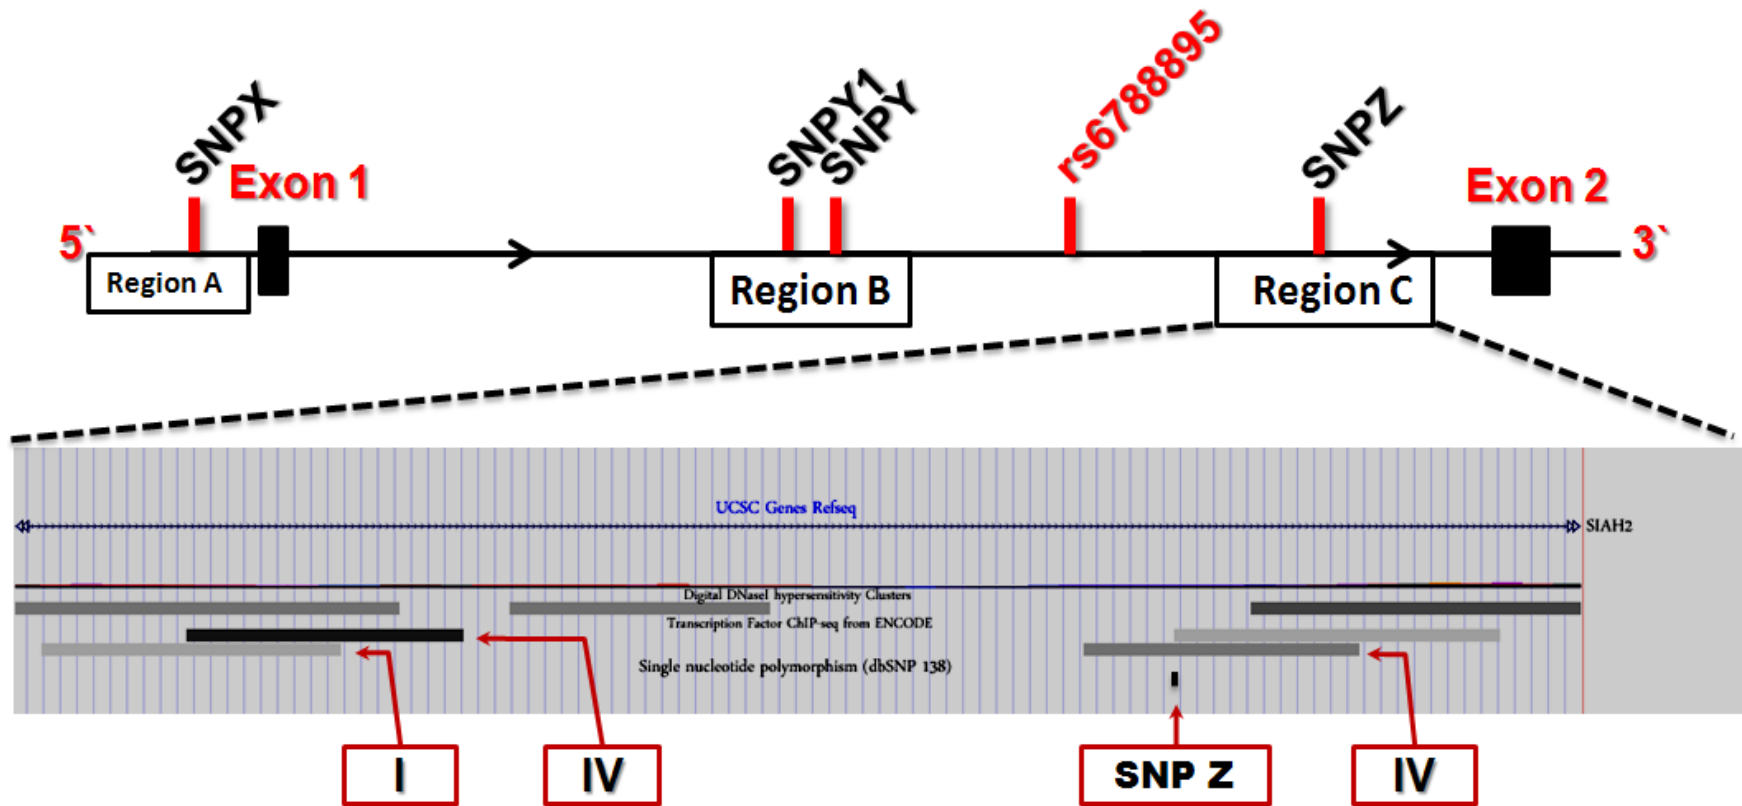 SNPX
SNPY1
SNPY
rs6788895
SNPZ
Exon 1
Exon 2
5`
3`
Region A
Region B
Region C
UCSC Genes Refseq
SIAH2
Digital DNaseI hypersensitivity Clusters
Transcription Factor ChIP-seq from ENCODE
Single nucleotide polymorphism (dbSNP 138)
I
IV
SNP Z
IV